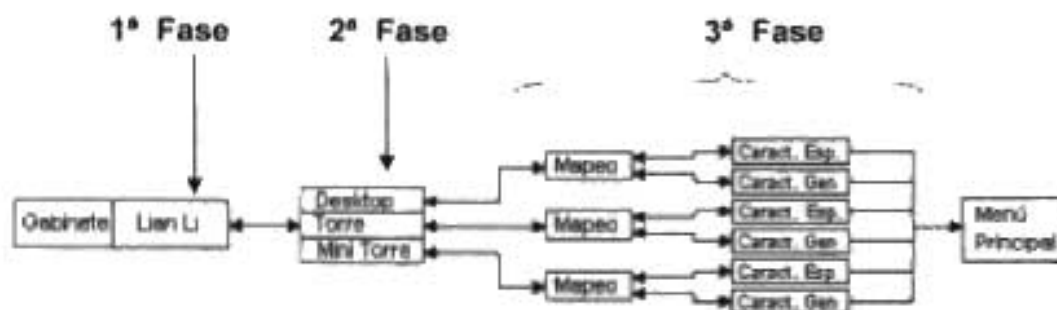 1ª Fase
2ª Fase
3ª Fase
Gabinete
Lian Li
Desktop
Torre
Mini Torre
Mapeo
Mapeo
Mapeo
Caract. Esp.
Caract. Gen
Caract. Esp.
Caract. Gen
Caract. Esp.
Caract. Gen
Menú
Principal